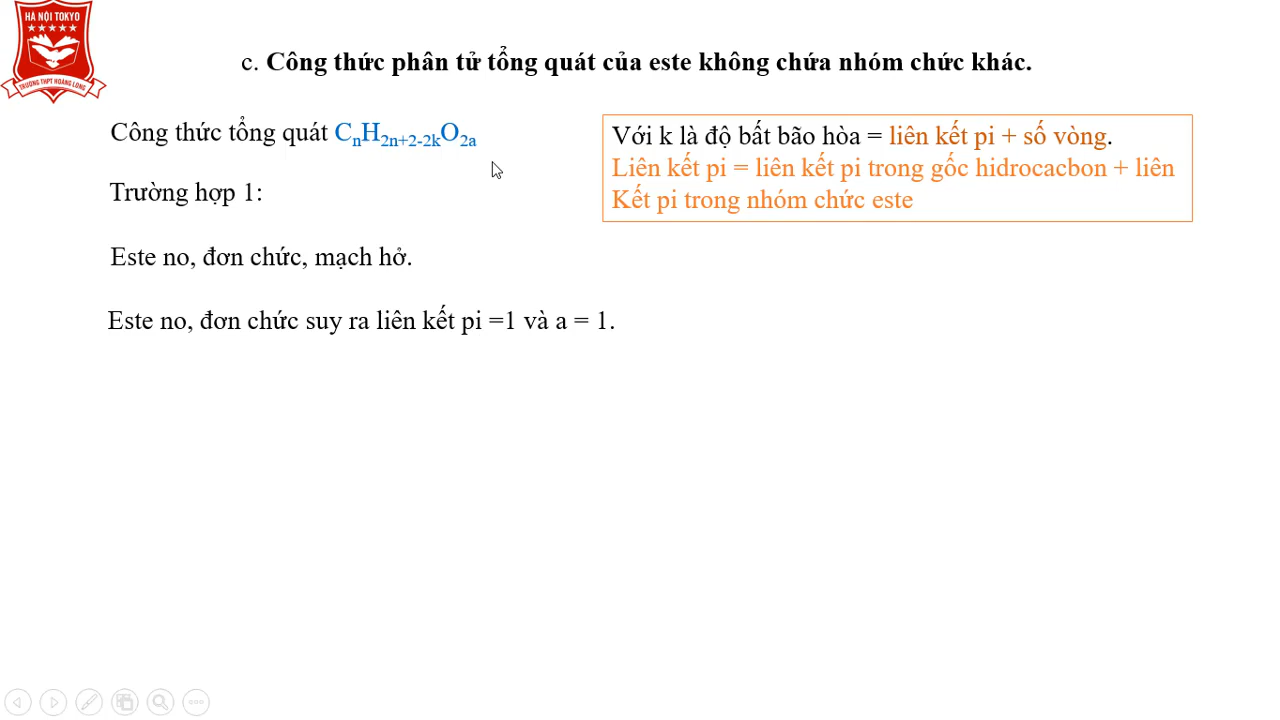 HÀ NỘI TOKYO
TRƯỜNG THPT HOÀNG LONG
c. Công thức phân tử tổng quát của este không chứa nhóm chức khác.
Công thức tổng quát CnH2n+2-2kO2a
Với k là độ bất bão hòa = liên kết pi + số vòng.
Liên kết pi = liên kết pi trong gốc hidrocacbon + liên
Kết pi trong nhóm chức este
Trường hợp 1:
Este no, đơn chức, mạch hở.
Este no, đơn chức suy ra liên kết pi =1 và a = 1.